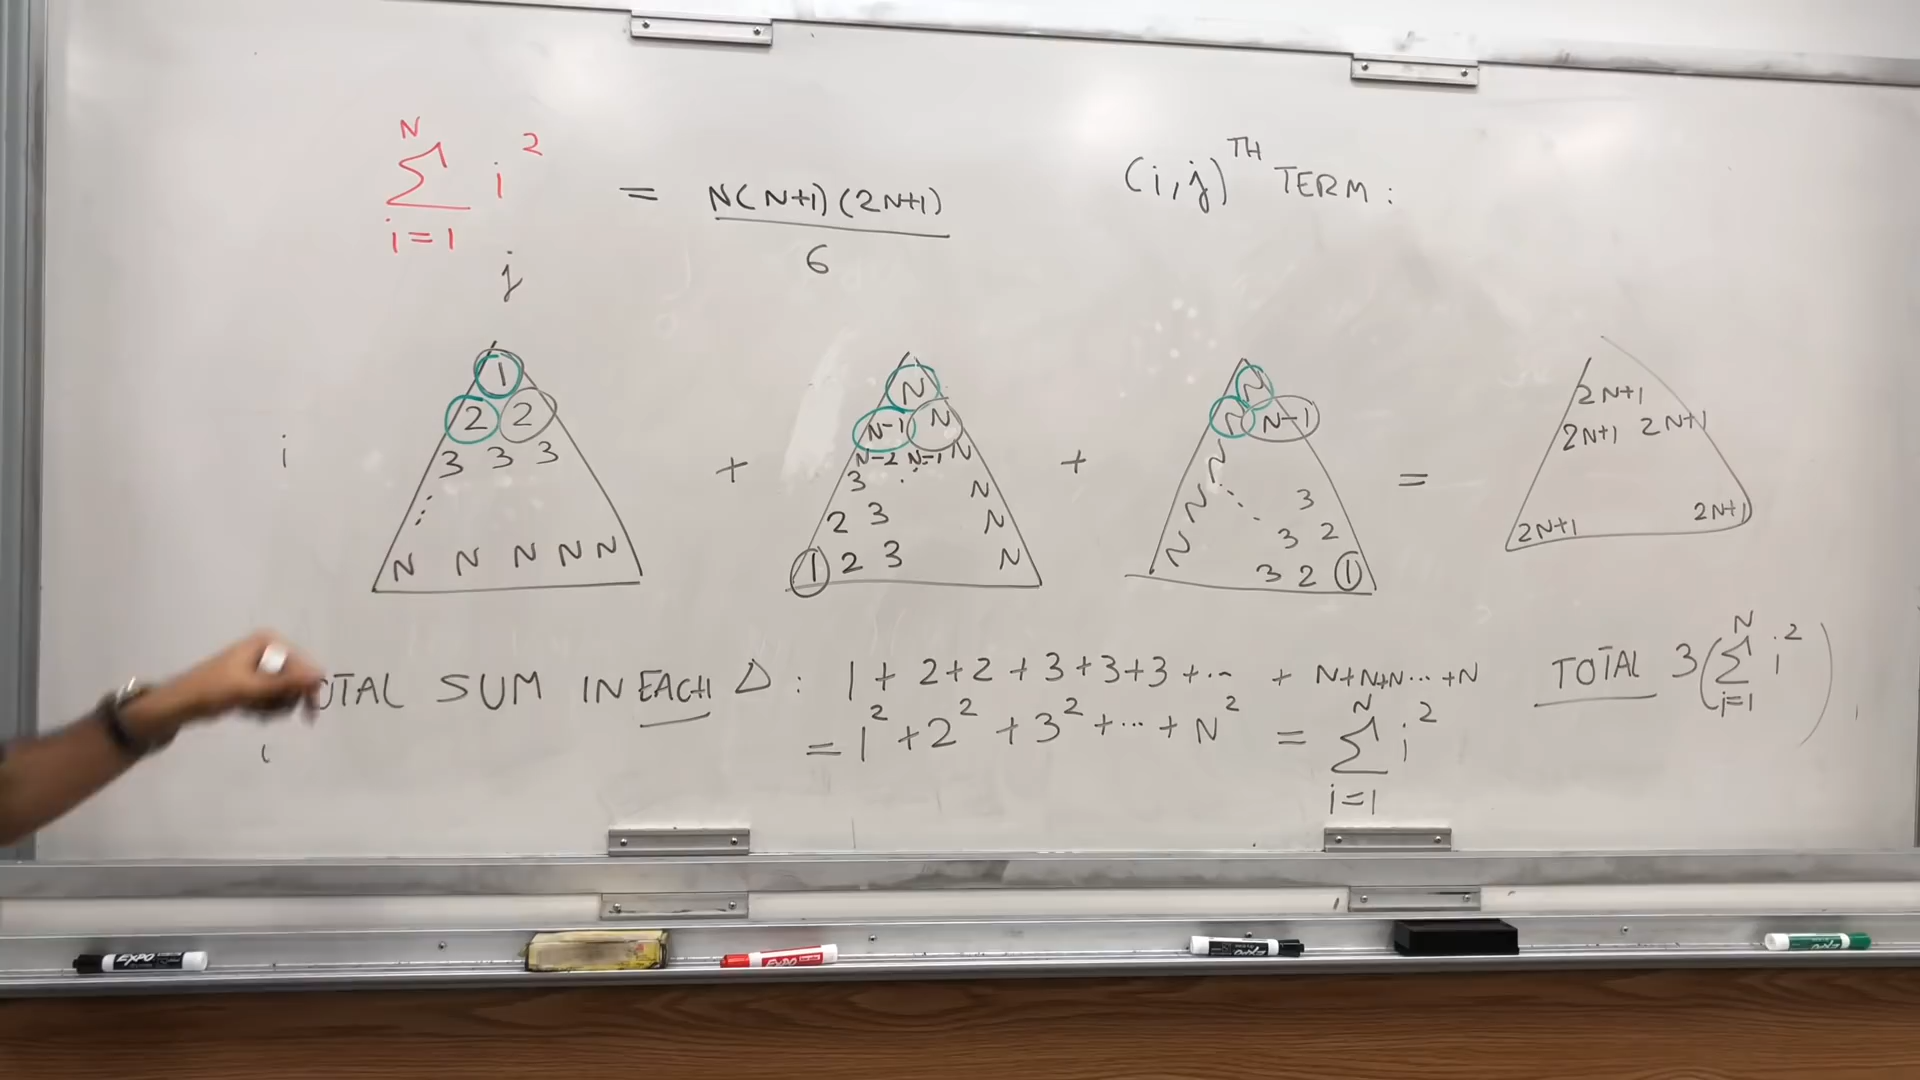 N
∑ i²
i=1
= N(N+1)(2N+1)
6
(i,j)ᵀᴴ TERM:
j
i
1
2 2
3 3 3
⋮
N N N N N
+
N
N-1 N
N-2 N-1 N
3 ⋰ N
2 3 N
1 2 3 N
+
N
N N-1
N
N ⋱ 3
3 2
N 3 2 1
=
2N+1
2N+1 2N+1
2N+1 2N+1
OTAL SUM IN EACH Δ: 1 + 2+2 + 3+3+3 + ⋯ + N+N+N⋯+N
= 1² + 2² + 3² + ⋯ + N² = ∑ i²
N
i=1
TOTAL 3(∑ i²)
N
i=1
i
EXPO
EXPO
EXPO